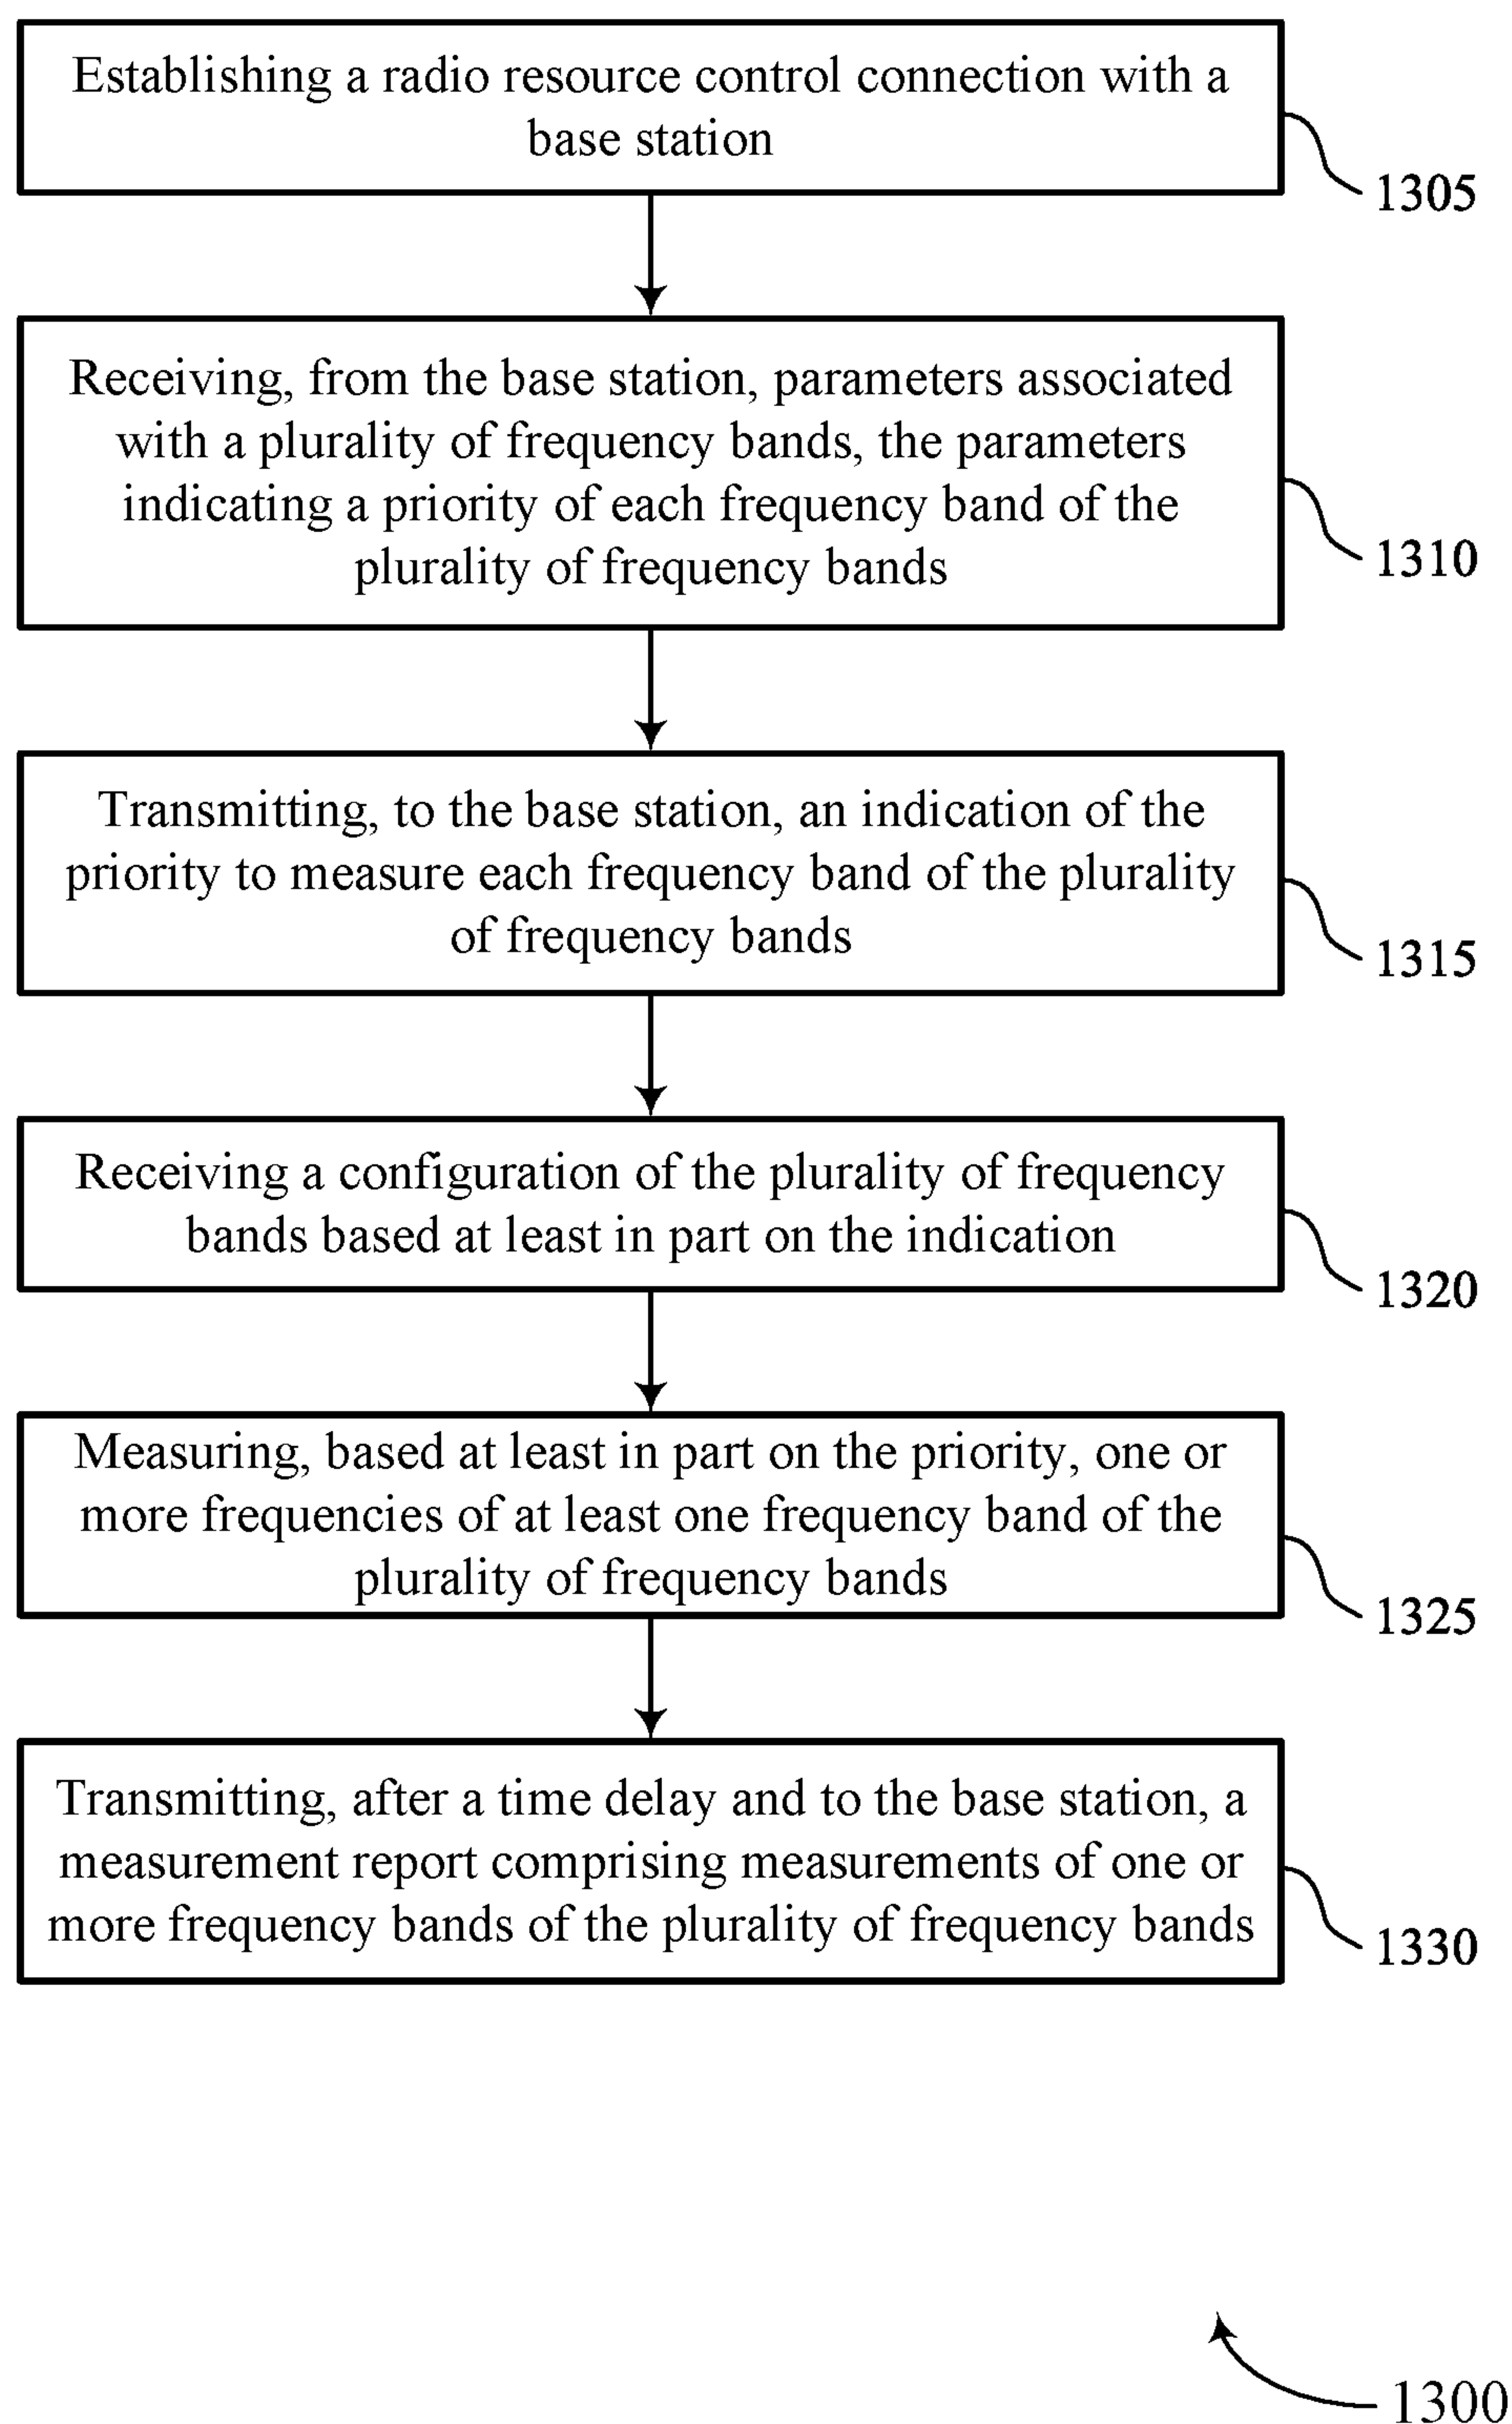 Establishing a radio resource control connection with a
base station
1305
Receiving, from the base station, parameters associated
with a plurality of frequency bands, the parameters
indicating a priority of each frequency band of the
plurality of frequency bands
1310
Transmitting, to the base station, an indication of the
priority to measure each frequency band of the plurality
of frequency bands
1315
Receiving a configuration of the plurality of frequency
bands based at least in part on the indication
1320
Measuring, based at least in part on the priority, one or
more frequencies of at least one frequency band of the
plurality of frequency bands
1325
Transmitting, after a time delay and to the base station, a
measurement report comprising measurements of one or
more frequency bands of the plurality of frequency bands
1330
1300